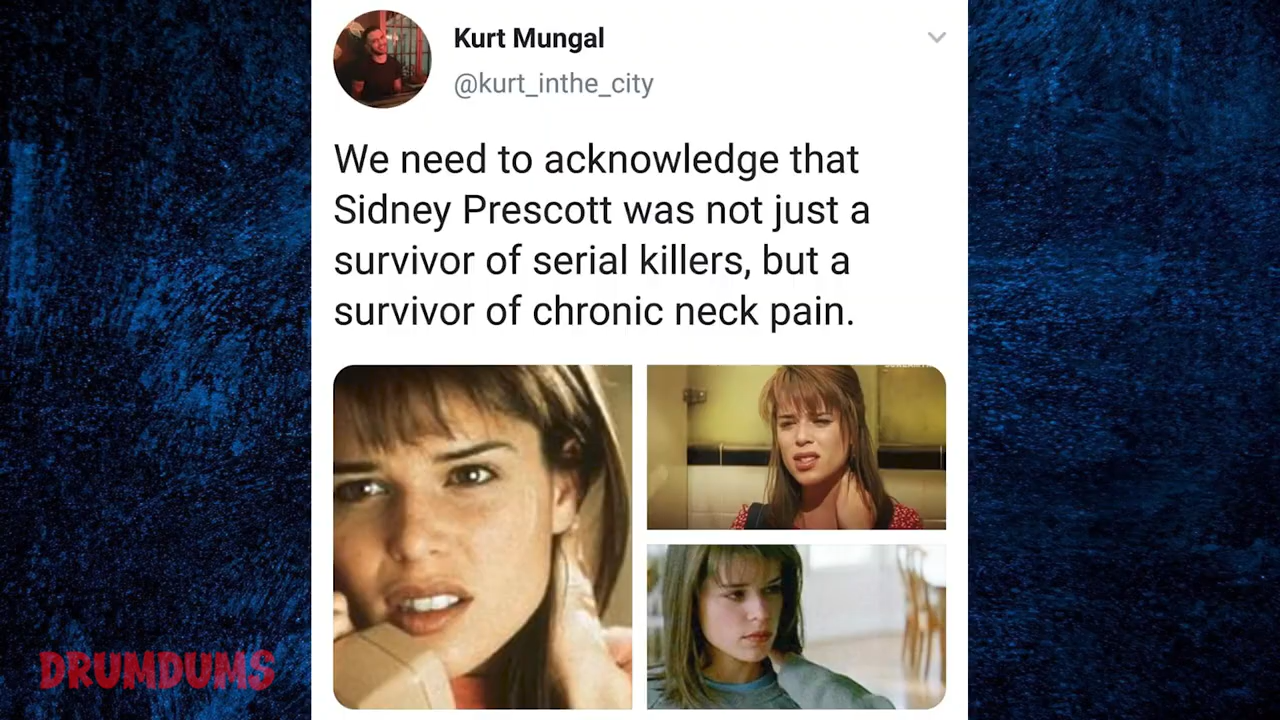 Kurt Mungal
@kurt_inthe_city
We need to acknowledge that
Sidney Prescott was not just a
survivor of serial killers, but a
survivor of chronic neck pain.
DRUMDUMS